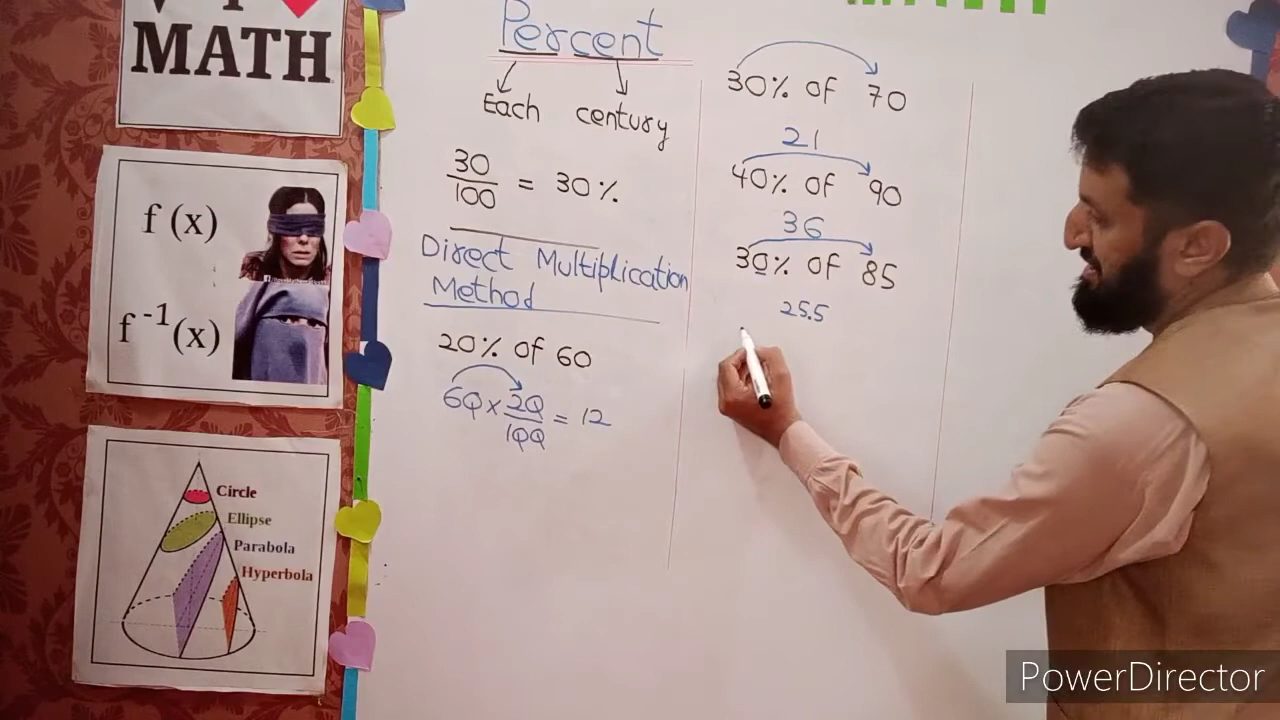 MATH
f (x)
f⁻¹(x)
Circle
Ellipse
Parabola
Hyperbola
Percent
Each century
30/100 = 30%
Direct Multiplication
Method
20% of 60
60 × 20/100 = 12
30% of 70
21
40% of 90
36
30% of 85
25.5
PowerDirector